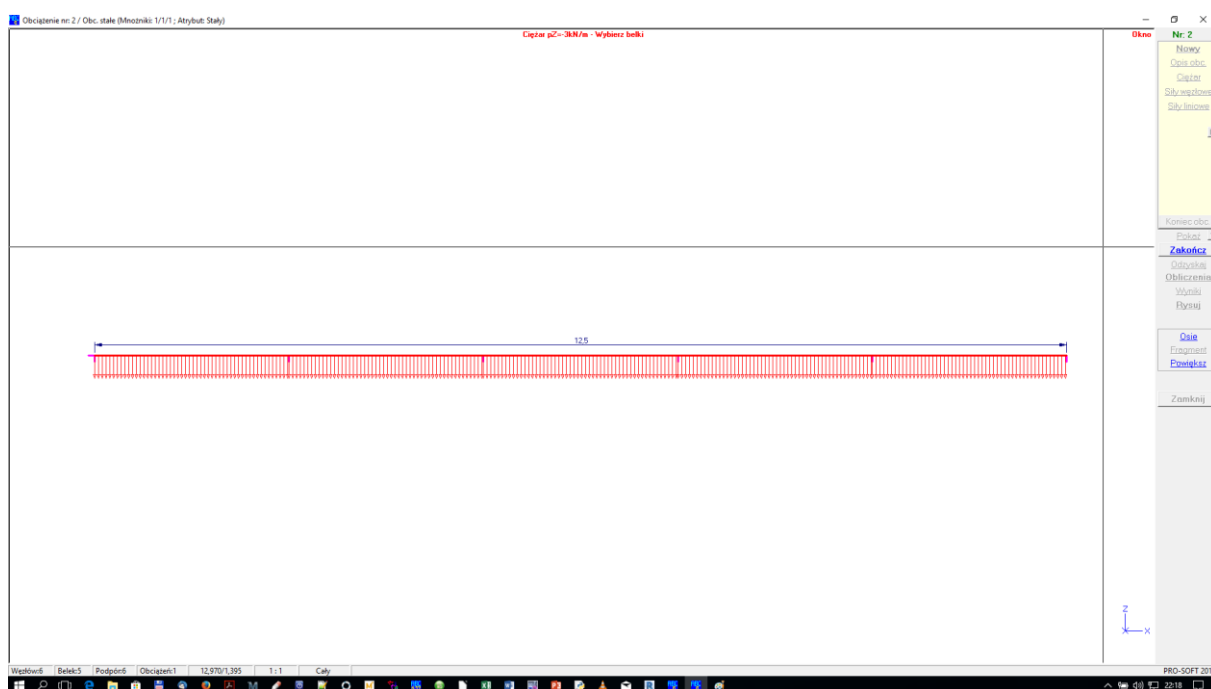 Obciążenie nr: 2 / Obc. stałe (Mnożniki: 1/1/1 ; Atrybut: Stały)
Ciężar pZ=-3kN/m - Wybierz belki
Okno
Nr: 2
Nowy
Opis obc.
Ciężar
Siły węzłowe
Siły liniowe
Koniec obc
Pokaż
Zakończ
Odzyskaj
Obliczenia
Wyniki
Rysuj
12,5
Osie
Fragment
Powiększ
Zamknij
Z
X
Węzłów:6 Belek:5 Podpór:6 Obciążeń:1 12,970/1,395 1 : 1 Cały
PRO-SOFT 201
22:18